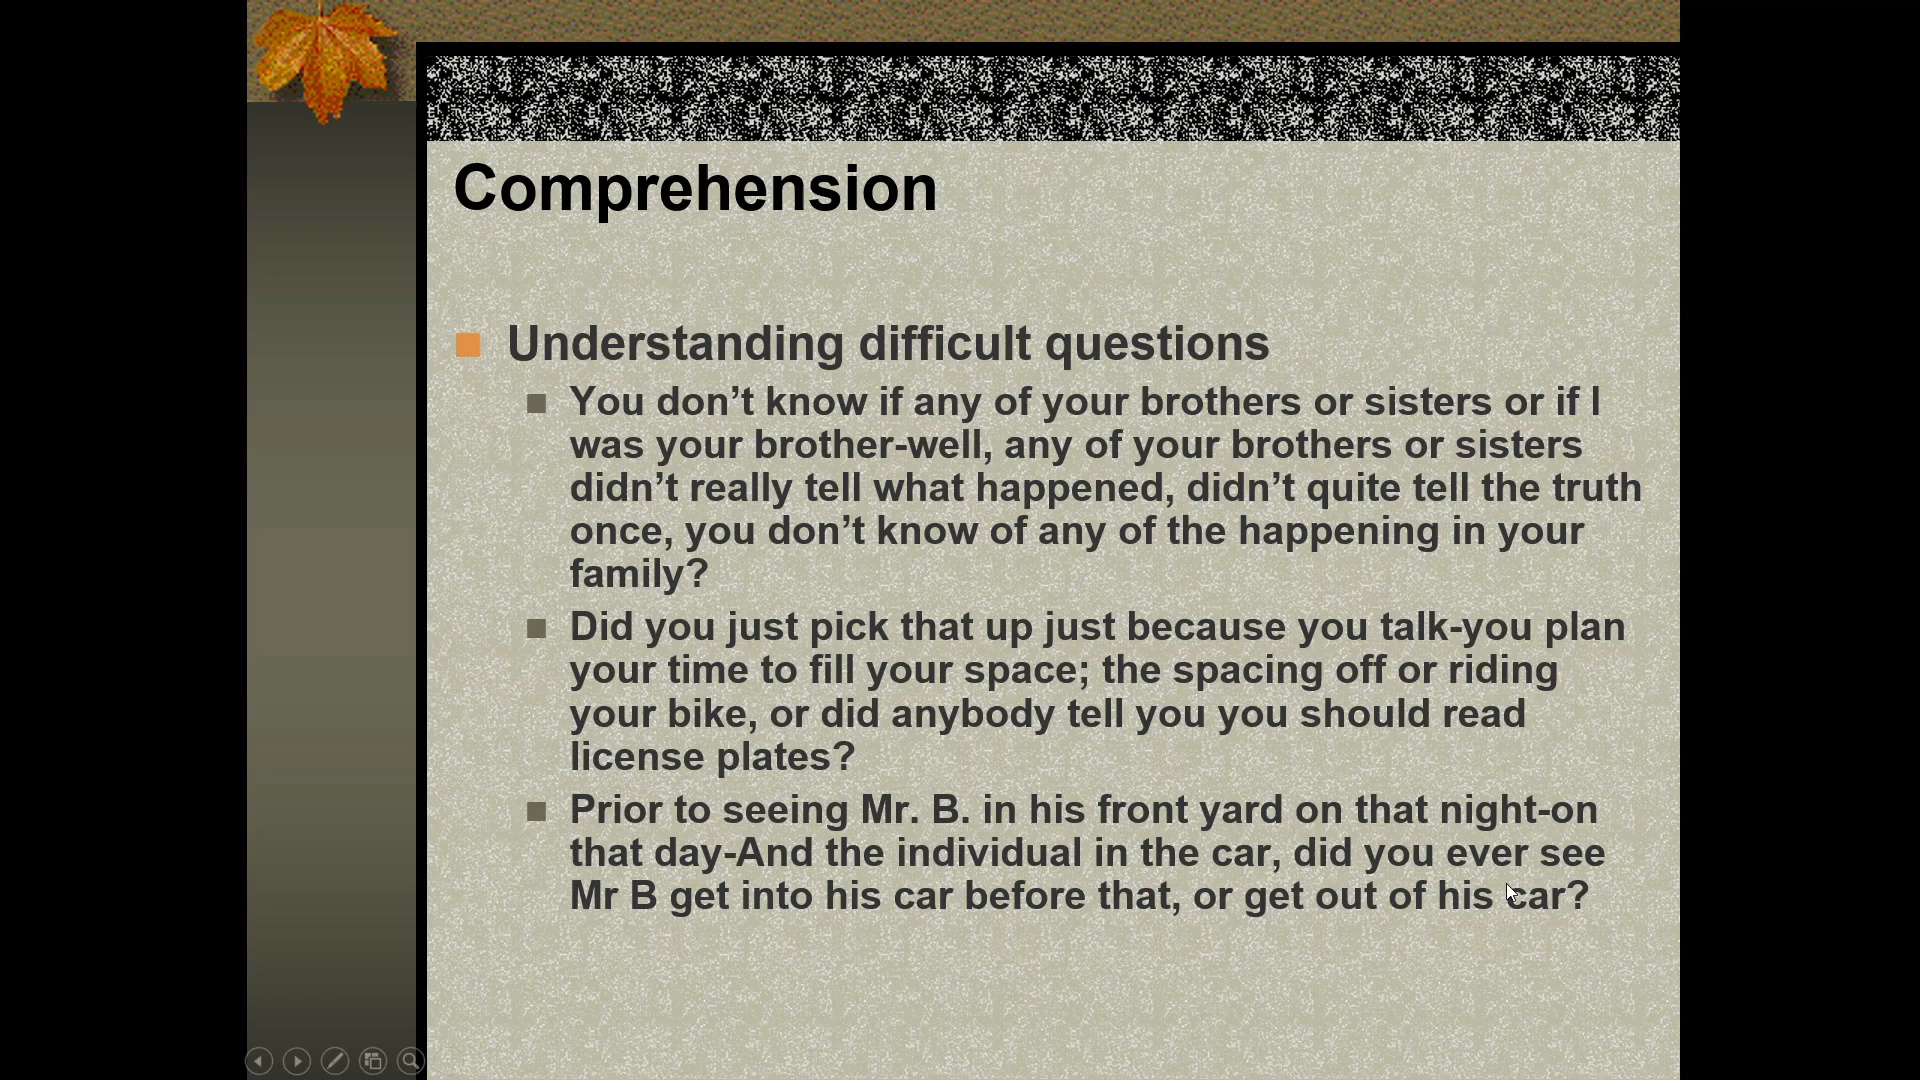 Comprehension
Understanding difficult questions
You don’t know if any of your brothers or sisters or if I
was your brother-well, any of your brothers or sisters
didn’t really tell what happened, didn’t quite tell the truth
once, you don’t know of any of the happening in your
family?
Did you just pick that up just because you talk-you plan
your time to fill your space; the spacing off or riding
your bike, or did anybody tell you you should read
license plates?
Prior to seeing Mr. B. in his front yard on that night-on
that day-And the individual in the car, did you ever see
Mr B get into his car before that, or get out of his car?